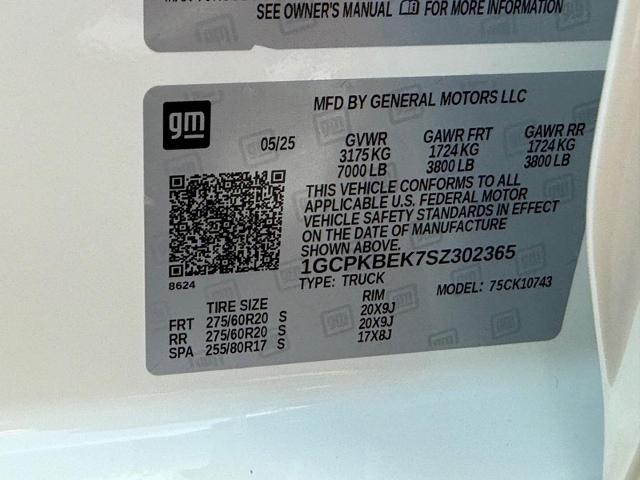 SEE OWNER'S MANUAL FOR MORE INFORMATION
gm
MFD BY GENERAL MOTORS LLC
05/25 GVWR GAWR FRT GAWR RR
3175 KG 1724 KG 1724 KG
7000 LB 3800 LB 3800 LB
THIS VEHICLE CONFORMS TO ALL
APPLICABLE U.S. FEDERAL MOTOR
VEHICLE SAFETY STANDARDS IN EFFECT
ON THE DATE OF MANUFACTURE
SHOWN ABOVE.
1GCPKBEK7SZ302365
8624
TYPE: TRUCK MODEL: 75CK10743
TIRE SIZE RIM
FRT 275/60R20 S 20X9J
RR 275/60R20 S 20X9J
SPA 255/80R17 S 17X8J